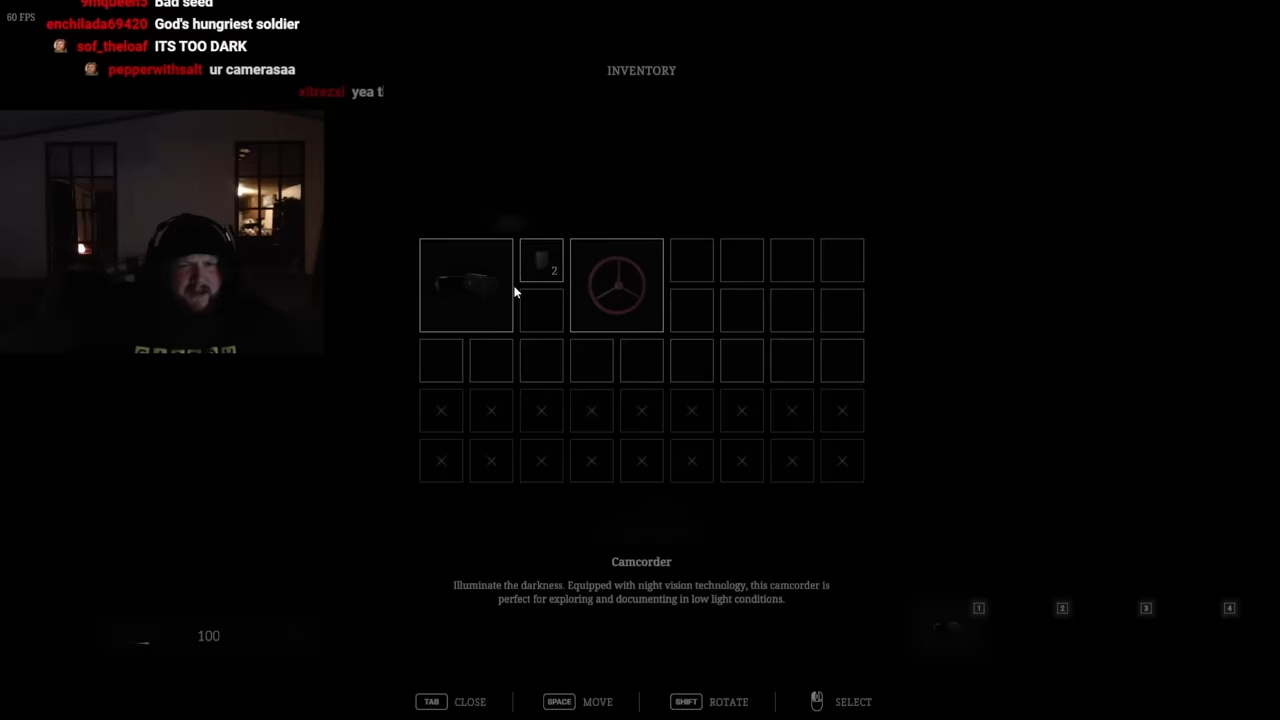 60 FPS
9mqueen5 Bad seed
enchilada69420 God's hungriest soldier
sof_theloaf ITS TOO DARK
pepperwithsalt ur camerasaa
yea t
INVENTORY
2
Camcorder
Illuminate the darkness. Equipped with night vision technology, this camcorder is
perfect for exploring and documenting in low light conditions.
100
1 2 3 4
TAB CLOSE SPACE MOVE SHIFT ROTATE SELECT